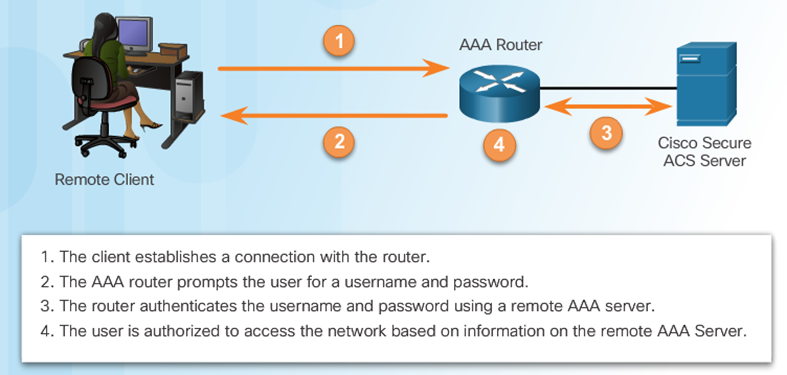 1
AAA Router
Remote Client
2
4
3
Cisco Secure
ACS Server
1. The client establishes a connection with the router.
2. The AAA router prompts the user for a username and password.
3. The router authenticates the username and password using a remote AAA server.
4. The user is authorized to access the network based on information on the remote AAA Server.